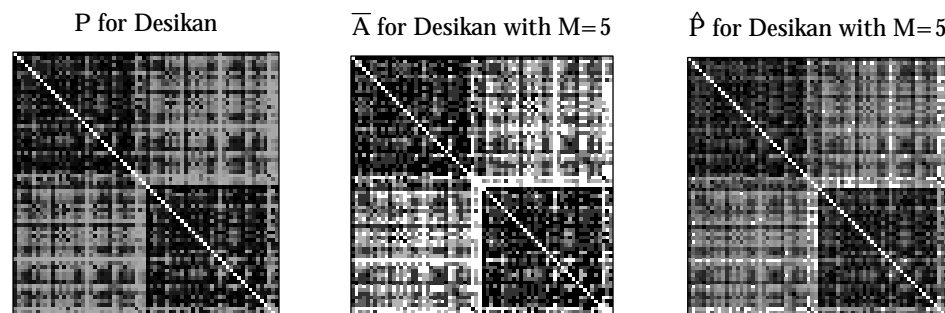 P for Desikan
A̅ for Desikan with M=5
P̂ for Desikan with M=5